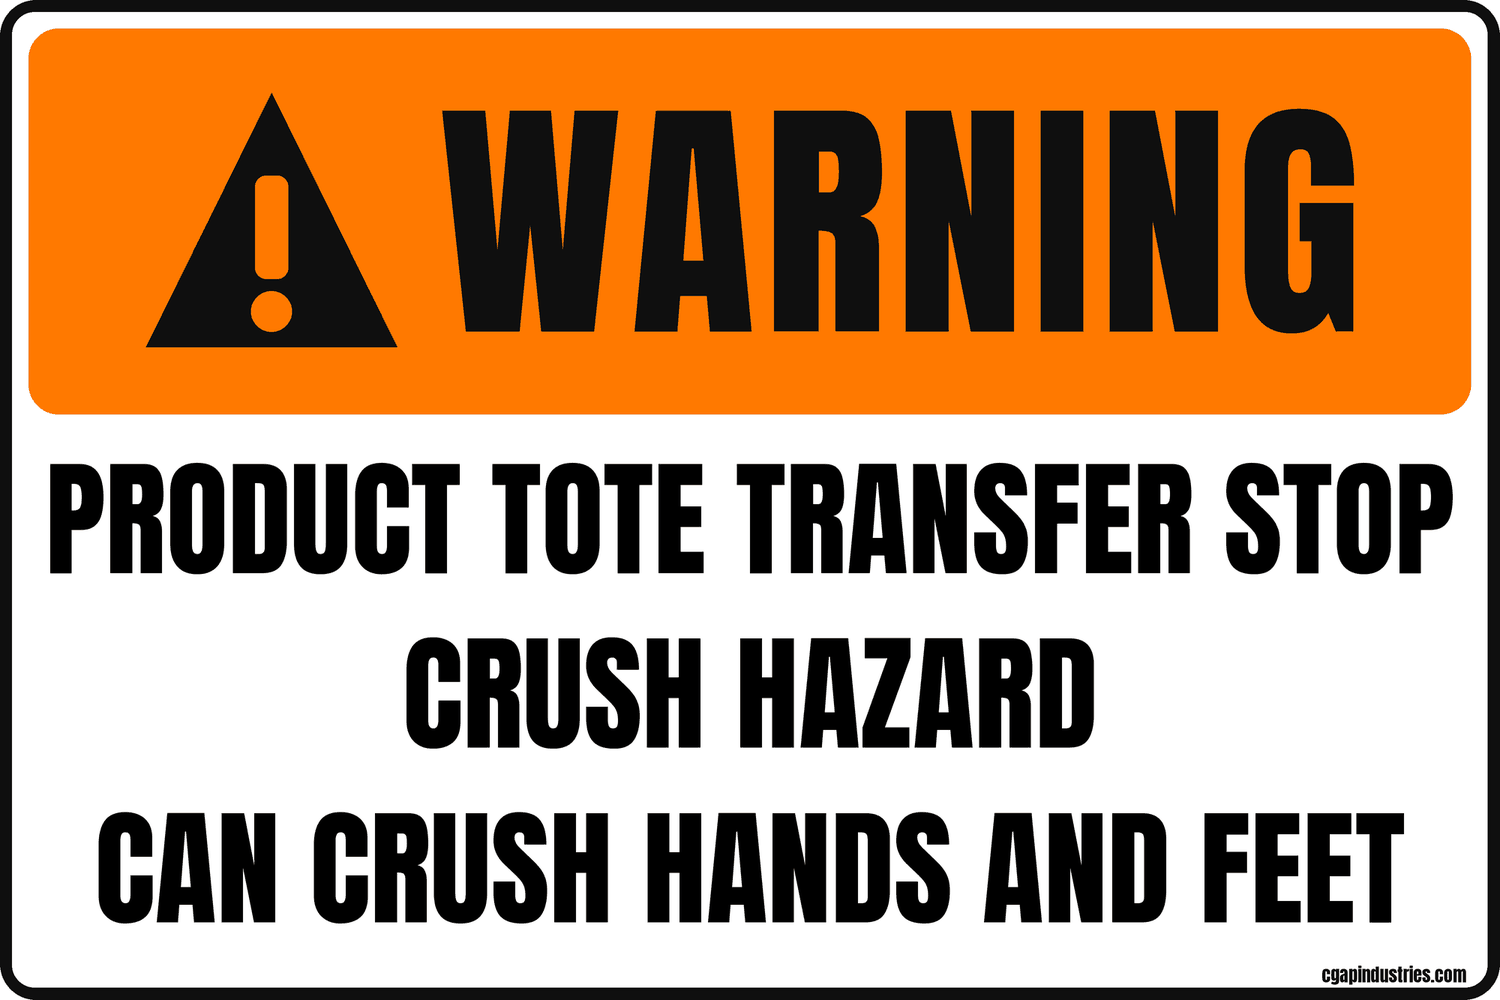 WARNING
PRODUCT TOTE TRANSFER STOP
CRUSH HAZARD
CAN CRUSH HANDS AND FEET
cgapindustries.com